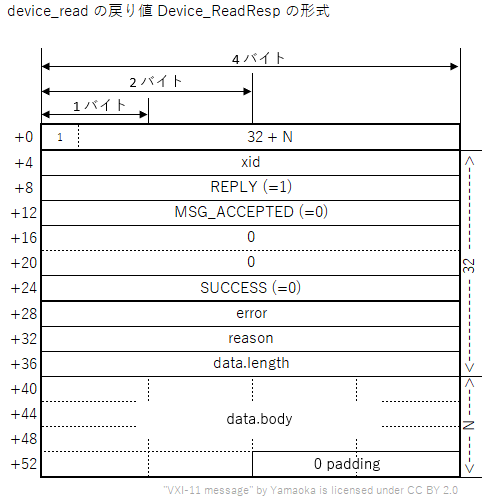 device_read の戻り値 Device_ReadResp の形式
4 バイト
2 バイト
1 バイト
+0 1 32 + N
+4 xid
+8 REPLY (=1)
+12 MSG_ACCEPTED (=0)
+16 0
+20 0
+24 SUCCESS (=0)
32
+28 error
+32 reason
+36 data.length
+40
+44 data.body
N
+48
+52 0 padding
"VXI-11 message" by Yamaoka is licensed under CC BY 2.0